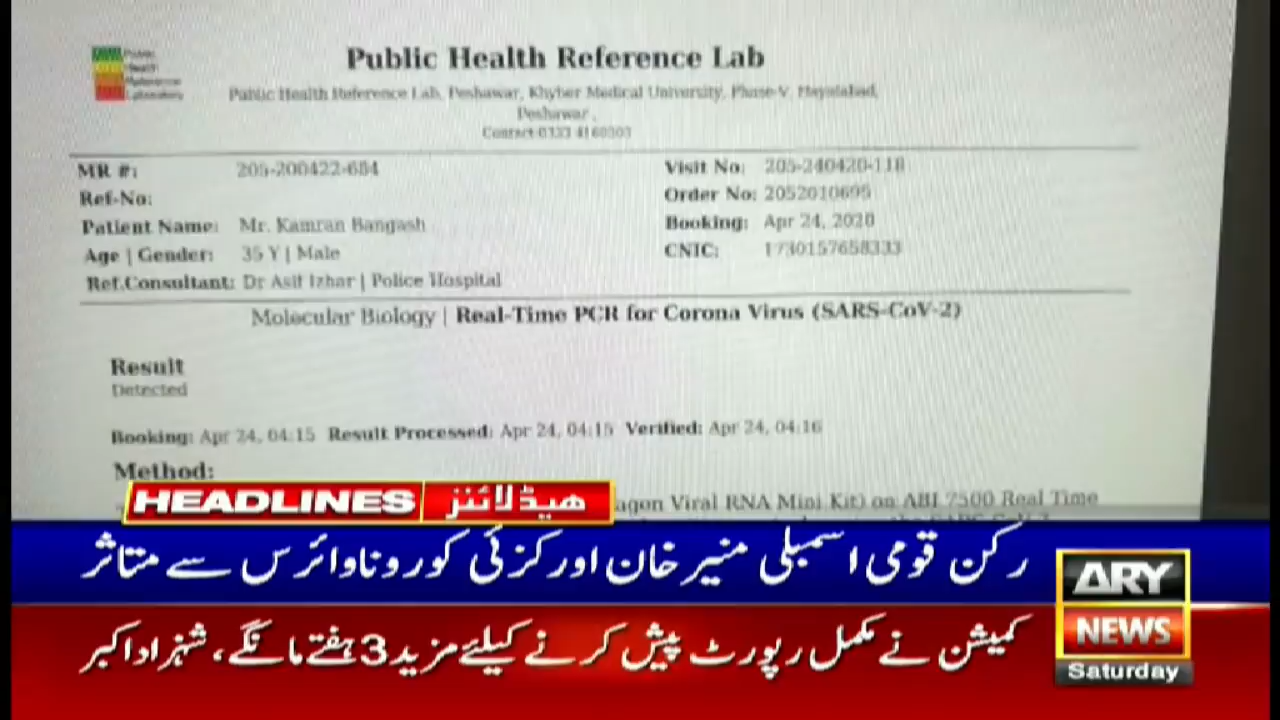 Public
Health
Reference
Laboratory
Public Health Reference Lab
Public Health Reference Lab, Peshawar, Khyber Medical University, Phase-V, Hayatabad,
Peshawar ,
MR #: 205-200422-684 Visit No: 205-240420-118
Ref-No: Order No: 2052010695
Patient Name: Mr. Kamran Bangash Booking: Apr 24, 2020
Age | Gender: 35 Y | Male CNIC: 1730157658333
Ref.Consultant: Dr Asif Izhar | Police Hospital
Molecular Biology | Real-Time PCR for Corona Virus (SARS-CoV-2)
Result
Detected
Booking: Apr 24, 04:15 Result Processed: Apr 24, 04:15 Verified: Apr 24, 04:16
Method:
Viral RNA Mini Kit) on ABI 7500 Real Time
HEADLINES ہیڈلائنز
رکن قومی اسمبلی منیر خان اورکزئی کورونا وائرس سے متاثر
کمیشن نے مکمل رپورٹ پیش کرنے کیلئے مزید 3 ہفتے مانگے، شہزاد اکبر
ARY
NEWS
Saturday